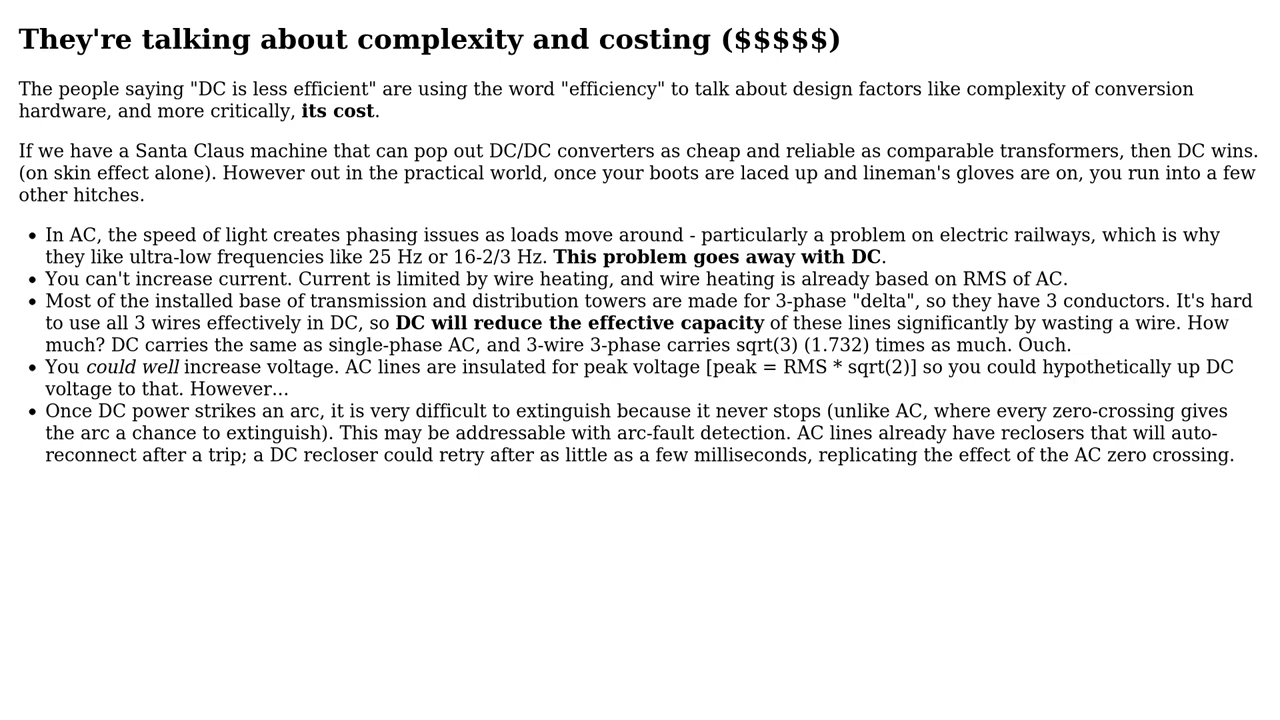 They're talking about complexity and costing ($$$$$)
The people saying "DC is less efficient" are using the word "efficiency" to talk about design factors like complexity of conversion
hardware, and more critically, its cost.
If we have a Santa Claus machine that can pop out DC/DC converters as cheap and reliable as comparable transformers, then DC wins.
(on skin effect alone). However out in the practical world, once your boots are laced up and lineman's gloves are on, you run into a few
other hitches.
• In AC, the speed of light creates phasing issues as loads move around - particularly a problem on electric railways, which is why
they like ultra-low frequencies like 25 Hz or 16-2/3 Hz. This problem goes away with DC.
• You can't increase current. Current is limited by wire heating, and wire heating is already based on RMS of AC.
• Most of the installed base of transmission and distribution towers are made for 3-phase "delta", so they have 3 conductors. It's hard
to use all 3 wires effectively in DC, so DC will reduce the effective capacity of these lines significantly by wasting a wire. How
much? DC carries the same as single-phase AC, and 3-wire 3-phase carries sqrt(3) (1.732) times as much. Ouch.
• You could well increase voltage. AC lines are insulated for peak voltage [peak = RMS * sqrt(2)] so you could hypothetically up DC
voltage to that. However…
• Once DC power strikes an arc, it is very difficult to extinguish because it never stops (unlike AC, where every zero-crossing gives
the arc a chance to extinguish). This may be addressable with arc-fault detection. AC lines already have reclosers that will auto-
reconnect after a trip; a DC recloser could retry after as little as a few milliseconds, replicating the effect of the AC zero crossing.